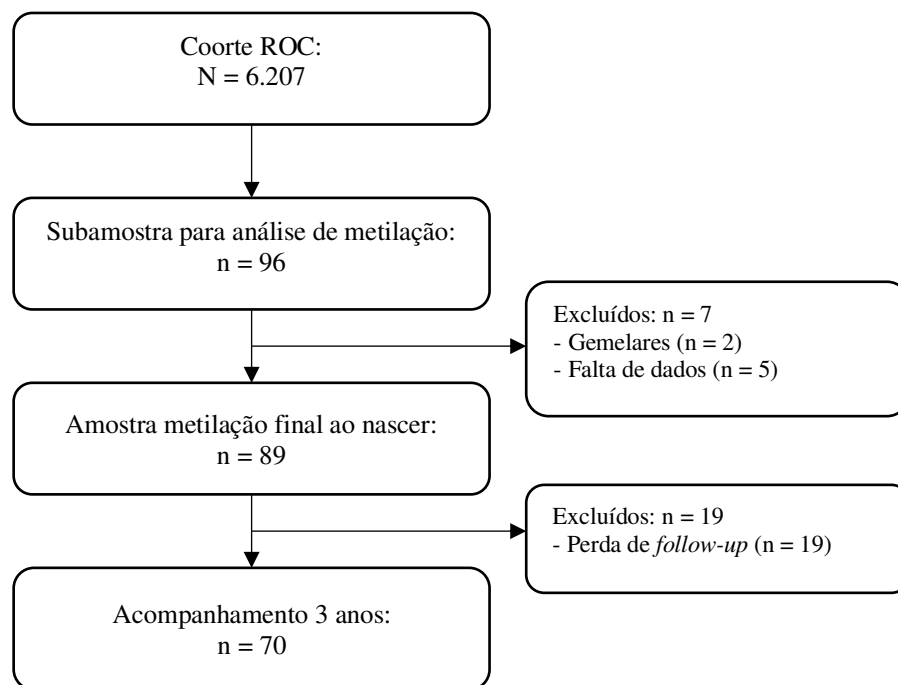 Coorte ROC:
N = 6.207
Subamostra para análise de metilação:
n = 96
Excluídos: n = 7
- Gemelares (n = 2)
- Falta de dados (n = 5)
Amostra metilação final ao nascer:
n = 89
Excluídos: n = 19
- Perda de follow-up (n = 19)
Acompanhamento 3 anos:
n = 70